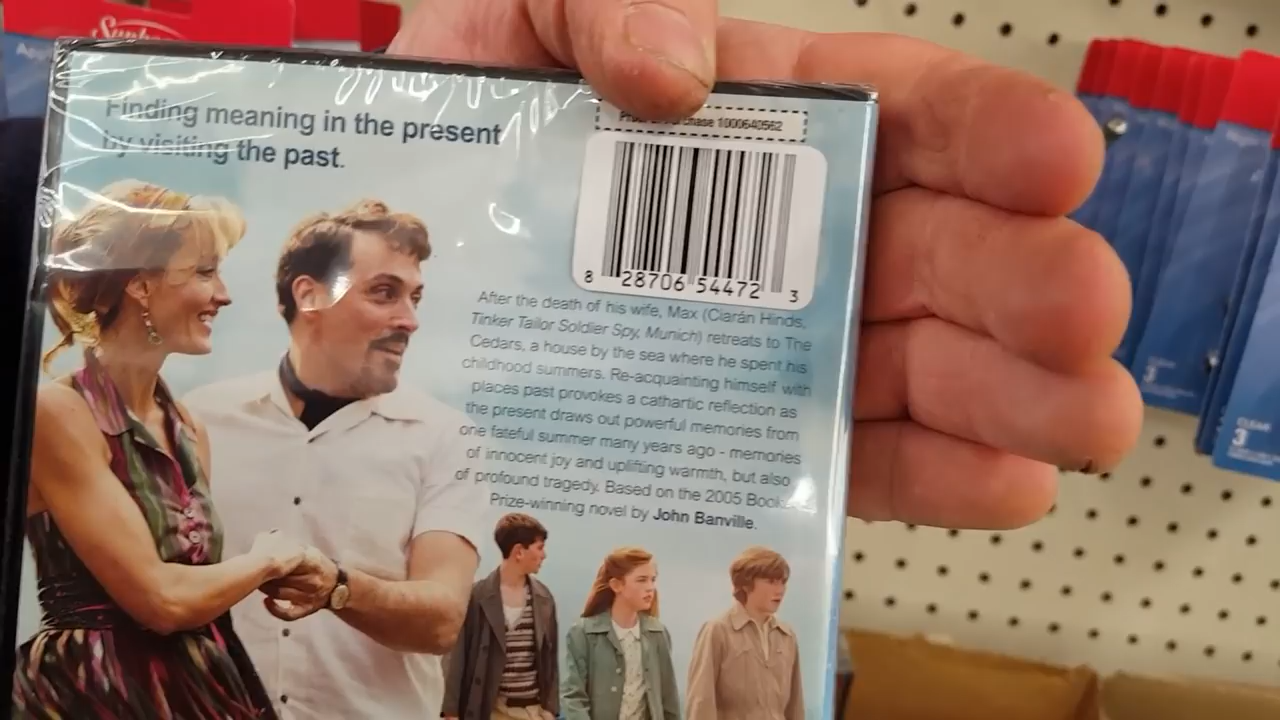 Finding meaning in the present
by visiting the past.
1000640562
8 28706 54472 3
After the death of his wife, Max (Ciarán Hinds,
Tinker Tailor Soldier Spy, Munich) retreats to The
Cedars, a house by the sea where he spent his
childhood summers. Re-acquainting himself with
places past provokes a cathartic reflection as
the present draws out powerful memories from
one fateful summer many years ago - memories
of innocent joy and uplifting warmth, but also
of profound tragedy. Based on the 2005
Prize-winning novel by John Banville.
3
CLEAR
3